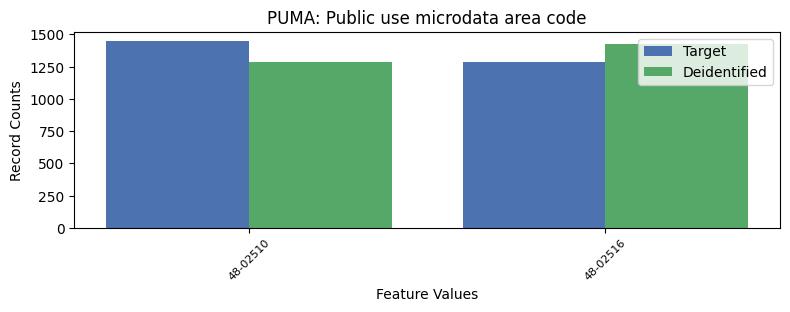 PUMA: Public use microdata area code
Target
Deidentified
Record Counts
1500
1250
1000
750
500
250
0
48-02510
48-02516
Feature Values